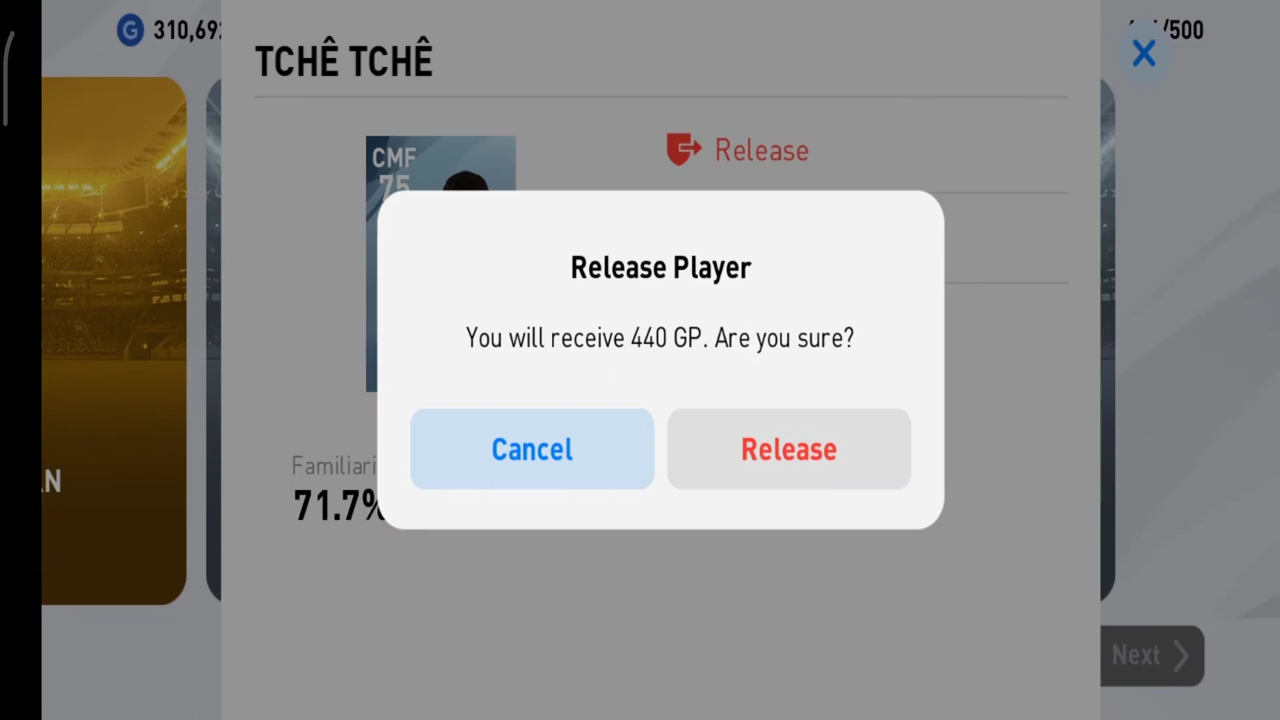 310,69
/500
TCHÊ TCHÊ
Release
CMF
75
Release Player
You will receive 440 GP. Are you sure?
Cancel
Release
Familiari
71.7%
Next